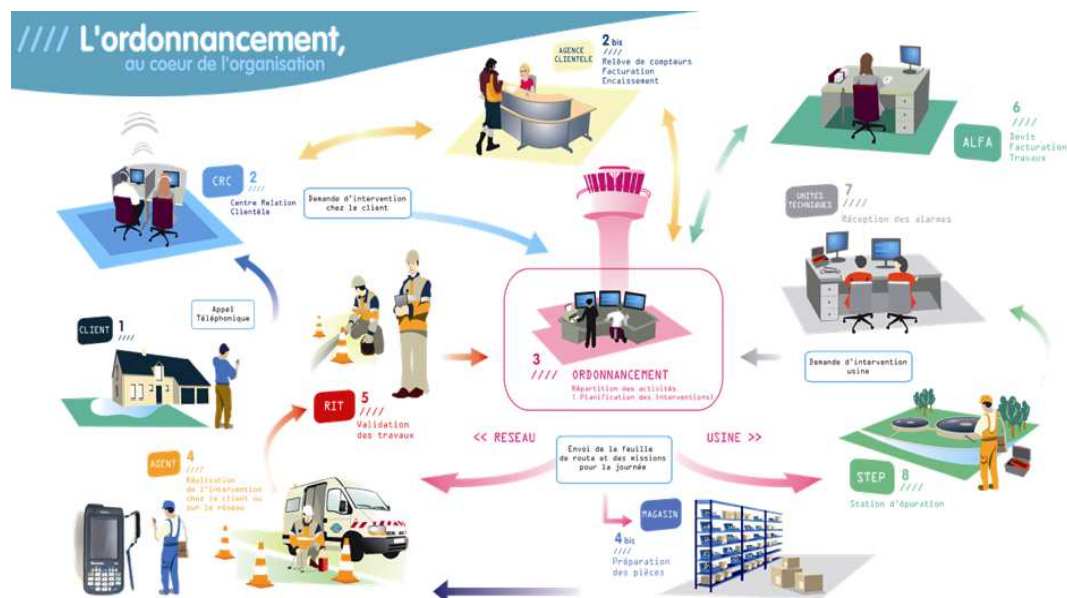 //// L'ordonnancement,
au coeur de l'organisation
AGENCE
CLIENTELE
2 bis
////
Relève de compteurs
Facturation
Encaissement
6
////
ALFA
Devis
Facturation
Travaux
CRC
2
////
Centre Relation
Clientèle
Demande d'intervention
chez le client
UNITES
TECHNIQUES
7
////
Réception des alarmes
Appel
Téléphonique
CLIENT
1
////
3
////
ORDONNANCEMENT
Répartition des activités
( Planification des interventions)
Demande d'intervention
usine
RIT
5
////
Validation
des travaux
<< RESEAU
USINE >>
Envoi de la feuille
de route et des missions
pour la journée
AGENT
4
////
Réalisation
de l'intervention
chez le client ou
sur le réseau
STEP
8
////
Station d'épuration
MAGASIN
4 bis
////
Préparation
des pièces